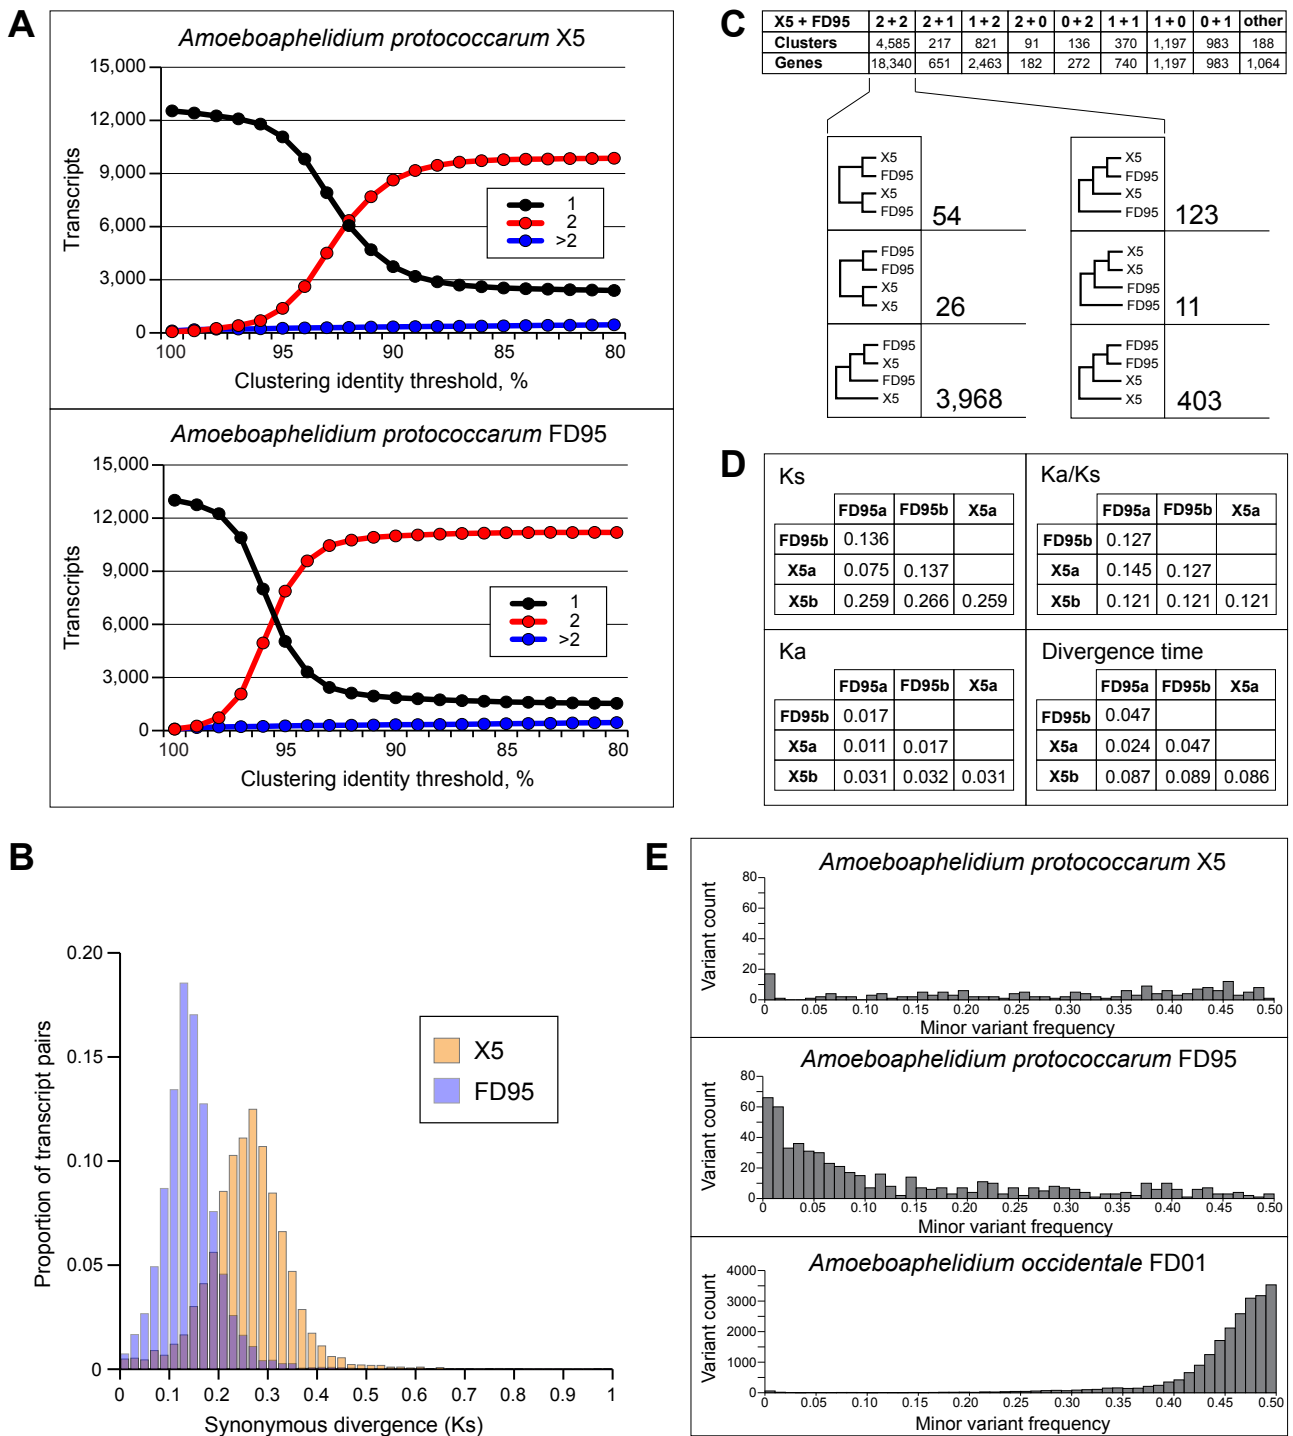 A
Amoeboaphelidium protococcarum X5
15,000
12,000
9,000
6,000
3,000
0
Transcripts
1
2
>2
100 95 90 85 80
Clustering identity threshold, %
Amoeboaphelidium protococcarum FD95
15,000
12,000
9,000
6,000
3,000
0
Transcripts
1
2
>2
100 95 90 85 80
Clustering identity threshold, %
B
0.20
0.15
0.10
0.05
0
Proportion of transcript pairs
X5
FD95
0 0.1 0.2 0.3 0.4 0.5 0.6 0.7 0.8 0.9 1
Synonymous divergence (Ks)
C
X5 + FD95 2 + 2 2 + 1 1 + 2 2 + 0 0 + 2 1 + 1 1 + 0 0 + 1 other
Clusters 4,585 217 821 91 136 370 1,197 983 188
Genes 18,340 651 2,463 182 272 740 1,197 983 1,064
X5
FD95
X5
FD95
54
X5
FD95
X5
FD95
123
FD95
FD95
X5
X5
26
X5
X5
FD95
FD95
11
FD95
X5
FD95
X5
3,968
FD95
FD95
X5
X5
403
D
Ks
FD95a FD95b X5a
FD95b 0.136
X5a 0.075 0.137
X5b 0.259 0.266 0.259
Ka/Ks
FD95a FD95b X5a
FD95b 0.127
X5a 0.145 0.127
X5b 0.121 0.121 0.121
Ka
FD95a FD95b X5a
FD95b 0.017
X5a 0.011 0.017
X5b 0.031 0.032 0.031
Divergence time
FD95a FD95b X5a
FD95b 0.047
X5a 0.024 0.047
X5b 0.087 0.089 0.086
E
Amoeboaphelidium protococcarum X5
80
60
40
20
0
Variant count
0 0.05 0.10 0.15 0.20 0.25 0.30 0.35 0.40 0.45 0.50
Minor variant frequency
Amoeboaphelidium protococcarum FD95
80
60
40
20
0
Variant count
0 0.05 0.10 0.15 0.20 0.25 0.30 0.35 0.40 0.45 0.50
Minor variant frequency
Amoeboaphelidium occidentale FD01
4000
3000
2000
1000
0
Variant count
0 0.05 0.10 0.15 0.20 0.25 0.30 0.35 0.40 0.45 0.50
Minor variant frequency